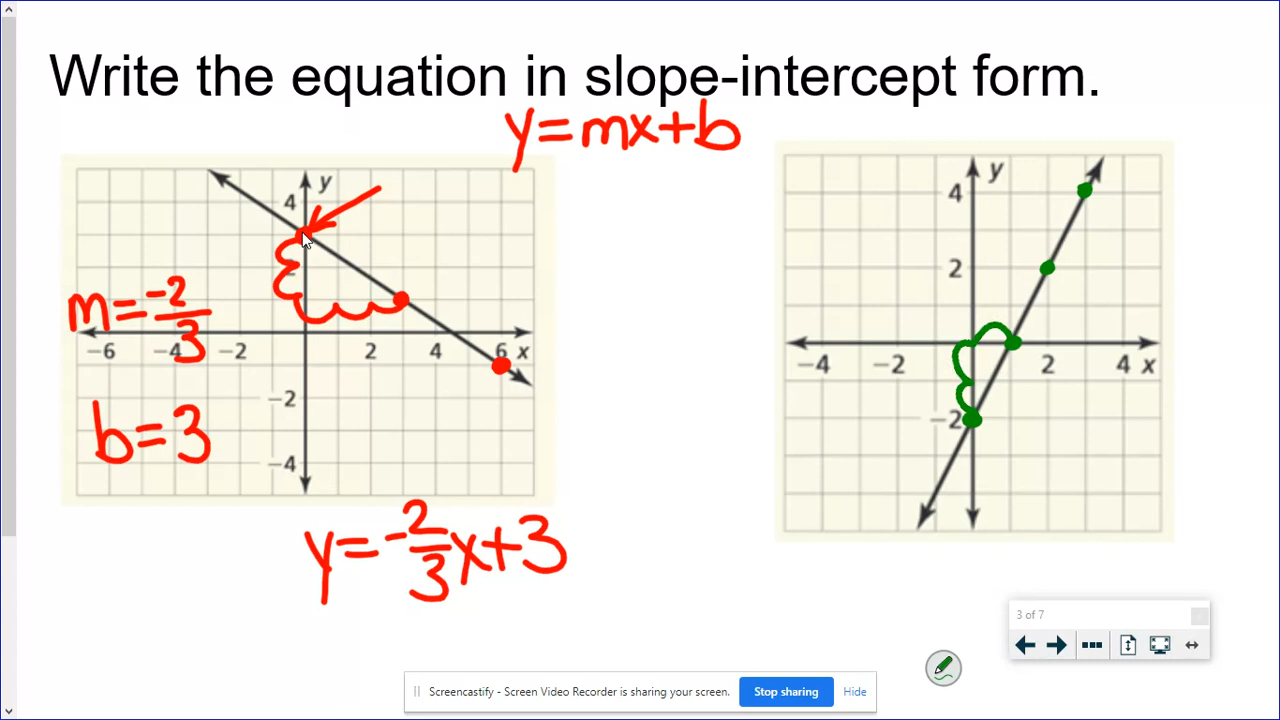 Write the equation in slope-intercept form.
y=mx+b
y
4
2
m=-2/3
-6 -4 -2 2 4 6 x
-2
b=3
-4
y=-2/3x+3
y
4
2
-4 -2 2 4 x
-2
3 of 7
Screencastify - Screen Video Recorder is sharing your screen. Stop sharing Hide